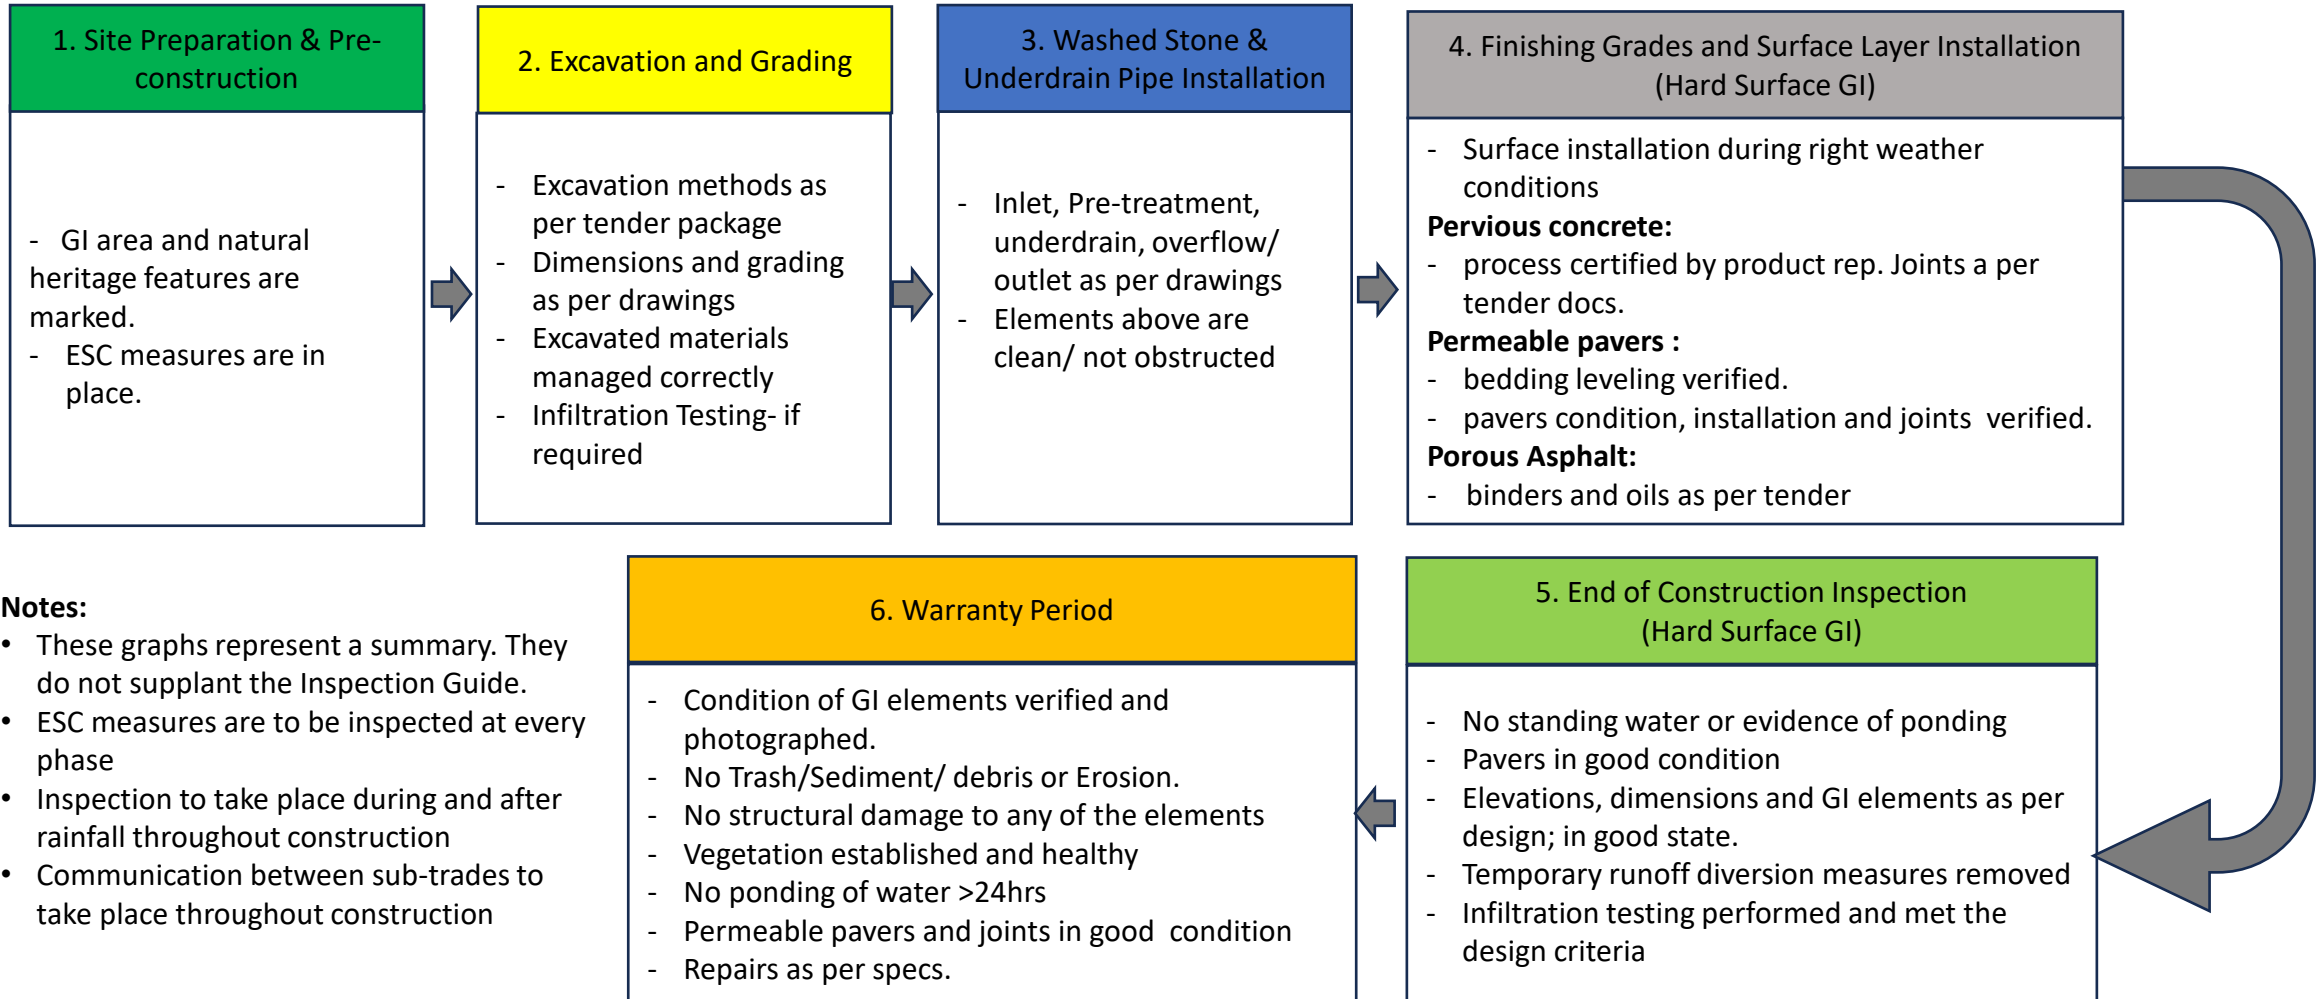 1. Site Preparation & Pre-
construction
- GI area and natural
heritage features are
marked.
- ESC measures are in
place.
2. Excavation and Grading
- Excavation methods as
per tender package
- Dimensions and grading
as per drawings
- Excavated materials
managed correctly
- Infiltration Testing- if
required
3. Washed Stone &
Underdrain Pipe Installation
- Inlet, Pre-treatment,
underdrain, overflow/
outlet as per drawings
- Elements above are
clean/ not obstructed
4. Finishing Grades and Surface Layer Installation
(Hard Surface GI)
- Surface installation during right weather
conditions
Pervious concrete:
- process certified by product rep. Joints a per
tender docs.
Permeable pavers :
- bedding leveling verified.
- pavers condition, installation and joints verified.
Porous Asphalt:
- binders and oils as per tender
5. End of Construction Inspection
(Hard Surface GI)
- No standing water or evidence of ponding
- Pavers in good condition
- Elevations, dimensions and GI elements as per
design; in good state.
- Temporary runoff diversion measures removed
- Infiltration testing performed and met the
design criteria
6. Warranty Period
- Condition of GI elements verified and
photographed.
- No Trash/Sediment/ debris or Erosion.
- No structural damage to any of the elements
- Vegetation established and healthy
- No ponding of water >24hrs
- Permeable pavers and joints in good condition
- Repairs as per specs.
Notes:
• These graphs represent a summary. They
do not supplant the Inspection Guide.
• ESC measures are to be inspected at every
phase
• Inspection to take place during and after
rainfall throughout construction
• Communication between sub-trades to
take place throughout construction